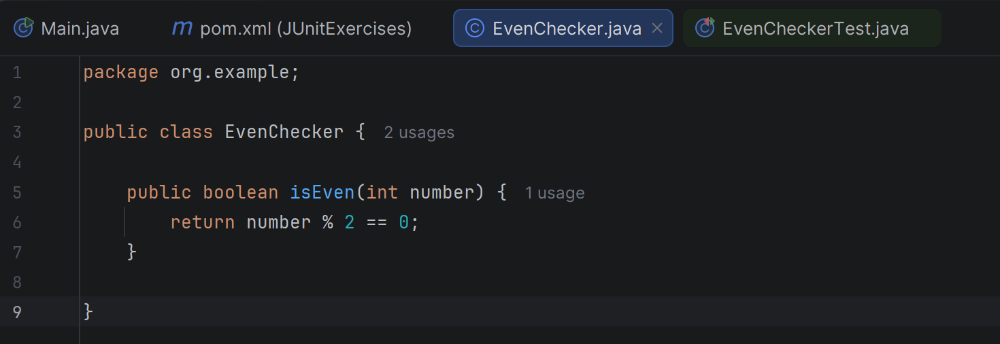 Main.java pom.xml (JUnitExercises) EvenChecker.java EvenCheckerTest.java
1 package org.example;
2
3 public class EvenChecker { 2 usages
4
5     public boolean isEven(int number) { 1 usage
6         return number % 2 == 0;
7     }
8
9 }